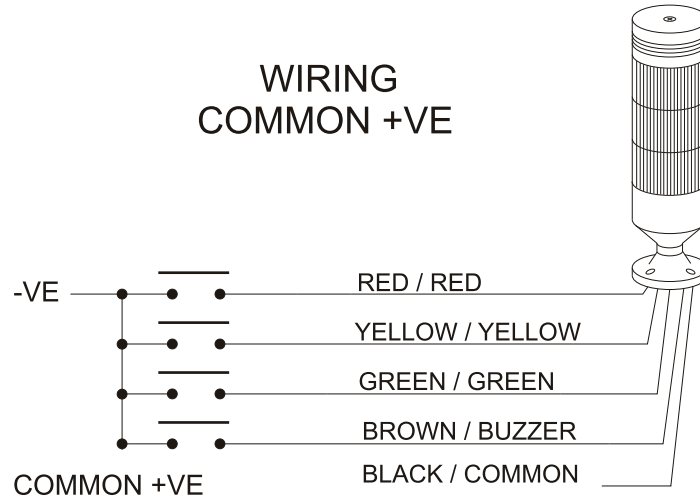 WIRING
COMMON +VE
RED / RED
-VE
YELLOW / YELLOW
GREEN / GREEN
BROWN / BUZZER
BLACK / COMMON
COMMON +VE